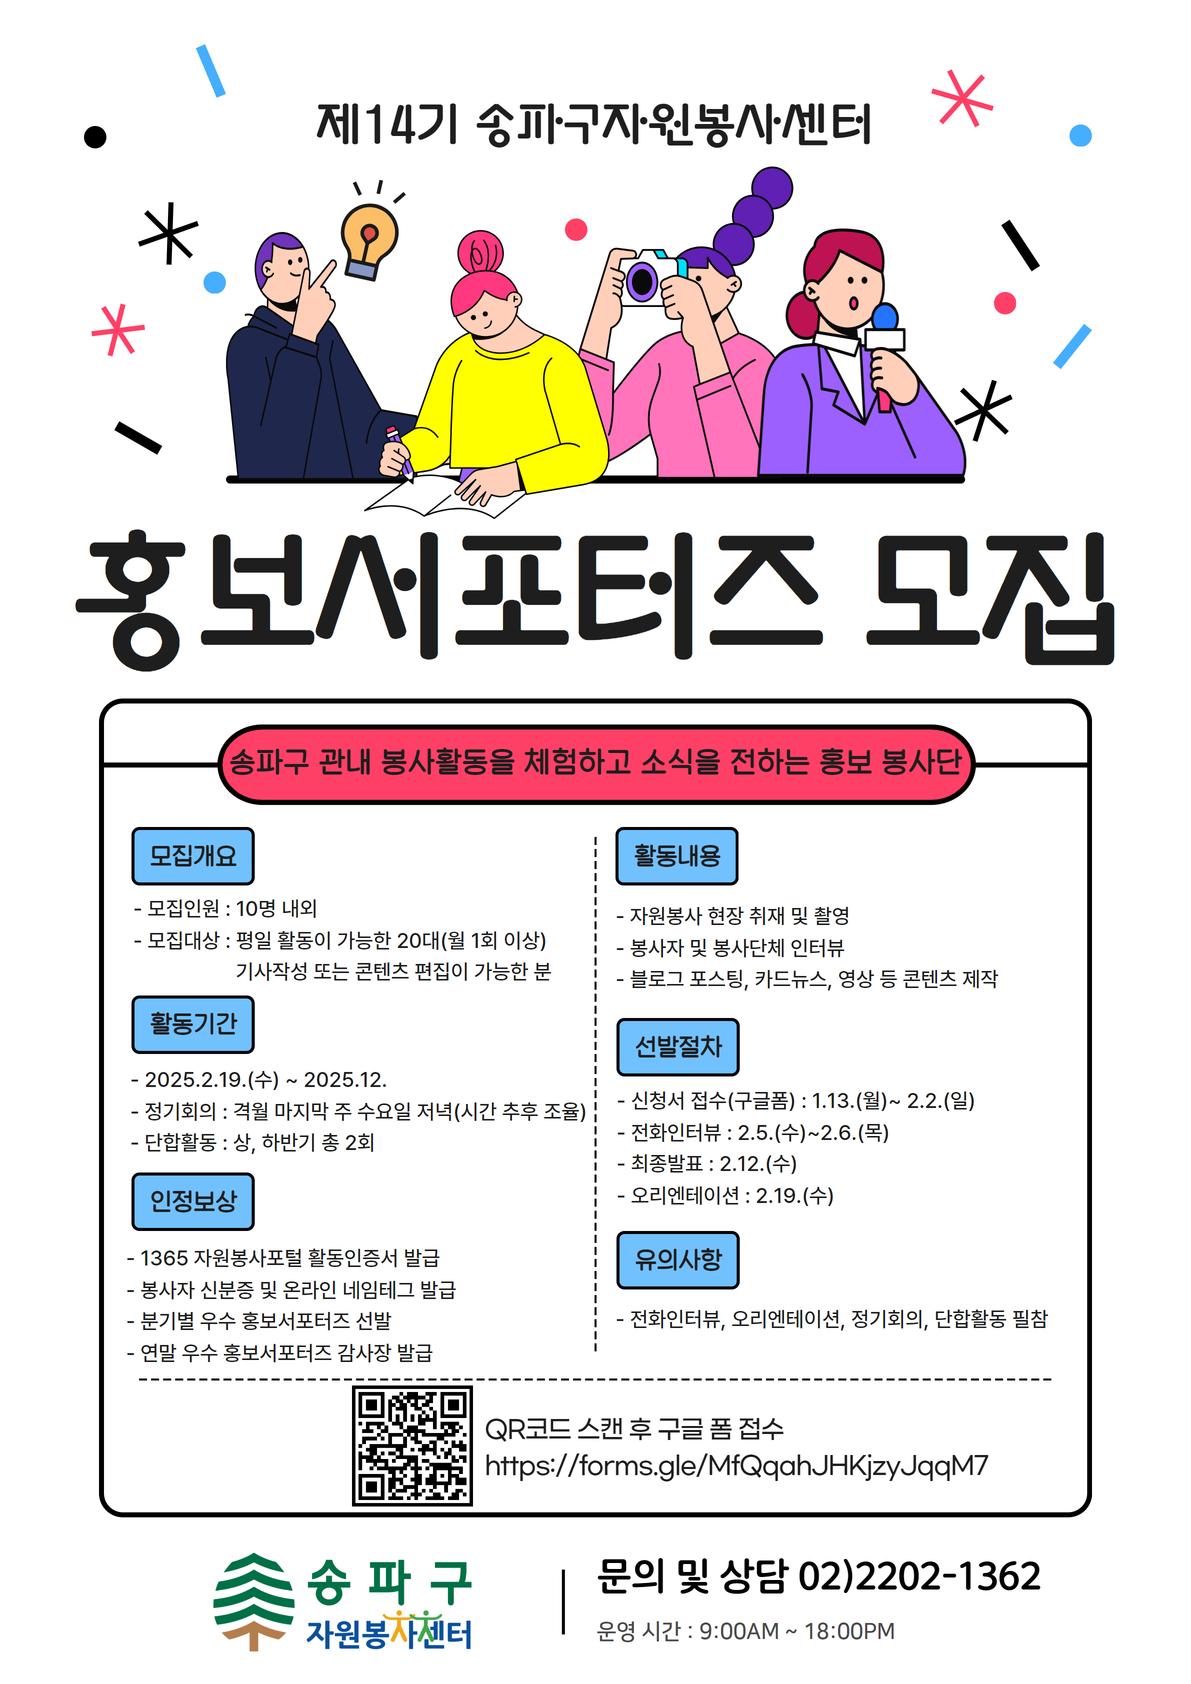 제14기 송파구자원봉사센터
홍보서포터즈 모집
송파구 관내 봉사활동을 체험하고 소식을 전하는 홍보 봉사단
모집개요
- 모집인원 : 10명 내외
- 모집대상 : 평일 활동이 가능한 20대(월 1회 이상)
기사작성 또는 콘텐츠 편집이 가능한 분
활동기간
- 2025.2.19.(수) ~ 2025.12.
- 정기회의 : 격월 마지막 주 수요일 저녁(시간 추후 조율)
- 단합활동 : 상, 하반기 총 2회
인정보상
- 1365 자원봉사포털 활동인증서 발급
- 봉사자 신분증 및 온라인 네임테그 발급
- 분기별 우수 홍보서포터즈 선발
- 연말 우수 홍보서포터즈 감사장 발급
활동내용
- 자원봉사 현장 취재 및 촬영
- 봉사자 및 봉사단체 인터뷰
- 블로그 포스팅, 카드뉴스, 영상 등 콘텐츠 제작
선발절차
- 신청서 접수(구글폼) : 1.13.(월)~ 2.2.(일)
- 전화인터뷰 : 2.5.(수)~2.6.(목)
- 최종발표 : 2.12.(수)
- 오리엔테이션 : 2.19.(수)
유의사항
- 전화인터뷰, 오리엔테이션, 정기회의, 단합활동 필참
QR코드 스캔 후 구글 폼 접수
https://forms.gle/MfQqahJHKjzyJqqM7
송파구
자원봉사센터
문의 및 상담 02)2202-1362
운영 시간 : 9:00AM ~ 18:00PM